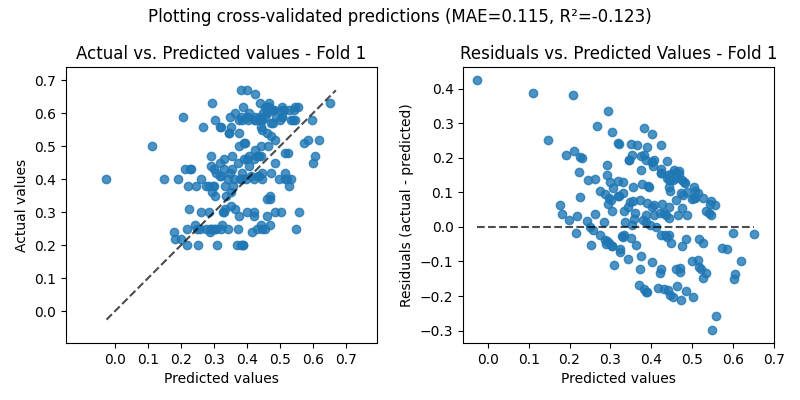 Plotting cross-validated predictions (MAE=0.115, R²=-0.123)
Actual vs. Predicted values - Fold 1
Actual values
0.7
0.6
0.5
0.4
0.3
0.2
0.1
0.0
0.0 0.1 0.2 0.3 0.4 0.5 0.6 0.7
Predicted values
Residuals vs. Predicted Values - Fold 1
Residuals (actual - predicted)
0.4
0.3
0.2
0.1
0.0
−0.1
−0.2
−0.3
0.0 0.1 0.2 0.3 0.4 0.5 0.6 0.7
Predicted values